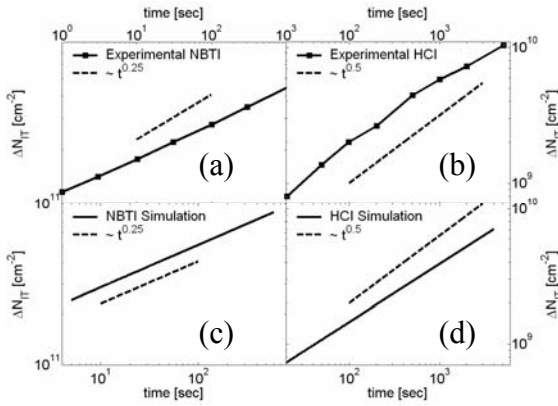 time [sec]
time [sec]
10^0 10^1 10^2
10^1 10^2 10^3
Experimental NBTI
~ t^0.25
Experimental HCI
~ t^0.5
10^10
ΔN_IT [cm^-2]
ΔN_IT [cm^-2]
(a)
(b)
10^9
10^11
NBTI Simulation
~ t^0.25
HCI Simulation
~ t^0.5
10^10
ΔN_IT [cm^-2]
ΔN_IT [cm^-2]
(c)
(d)
10^9
10^11
10^1 10^2
10^2 10^3
time [sec]
time [sec]